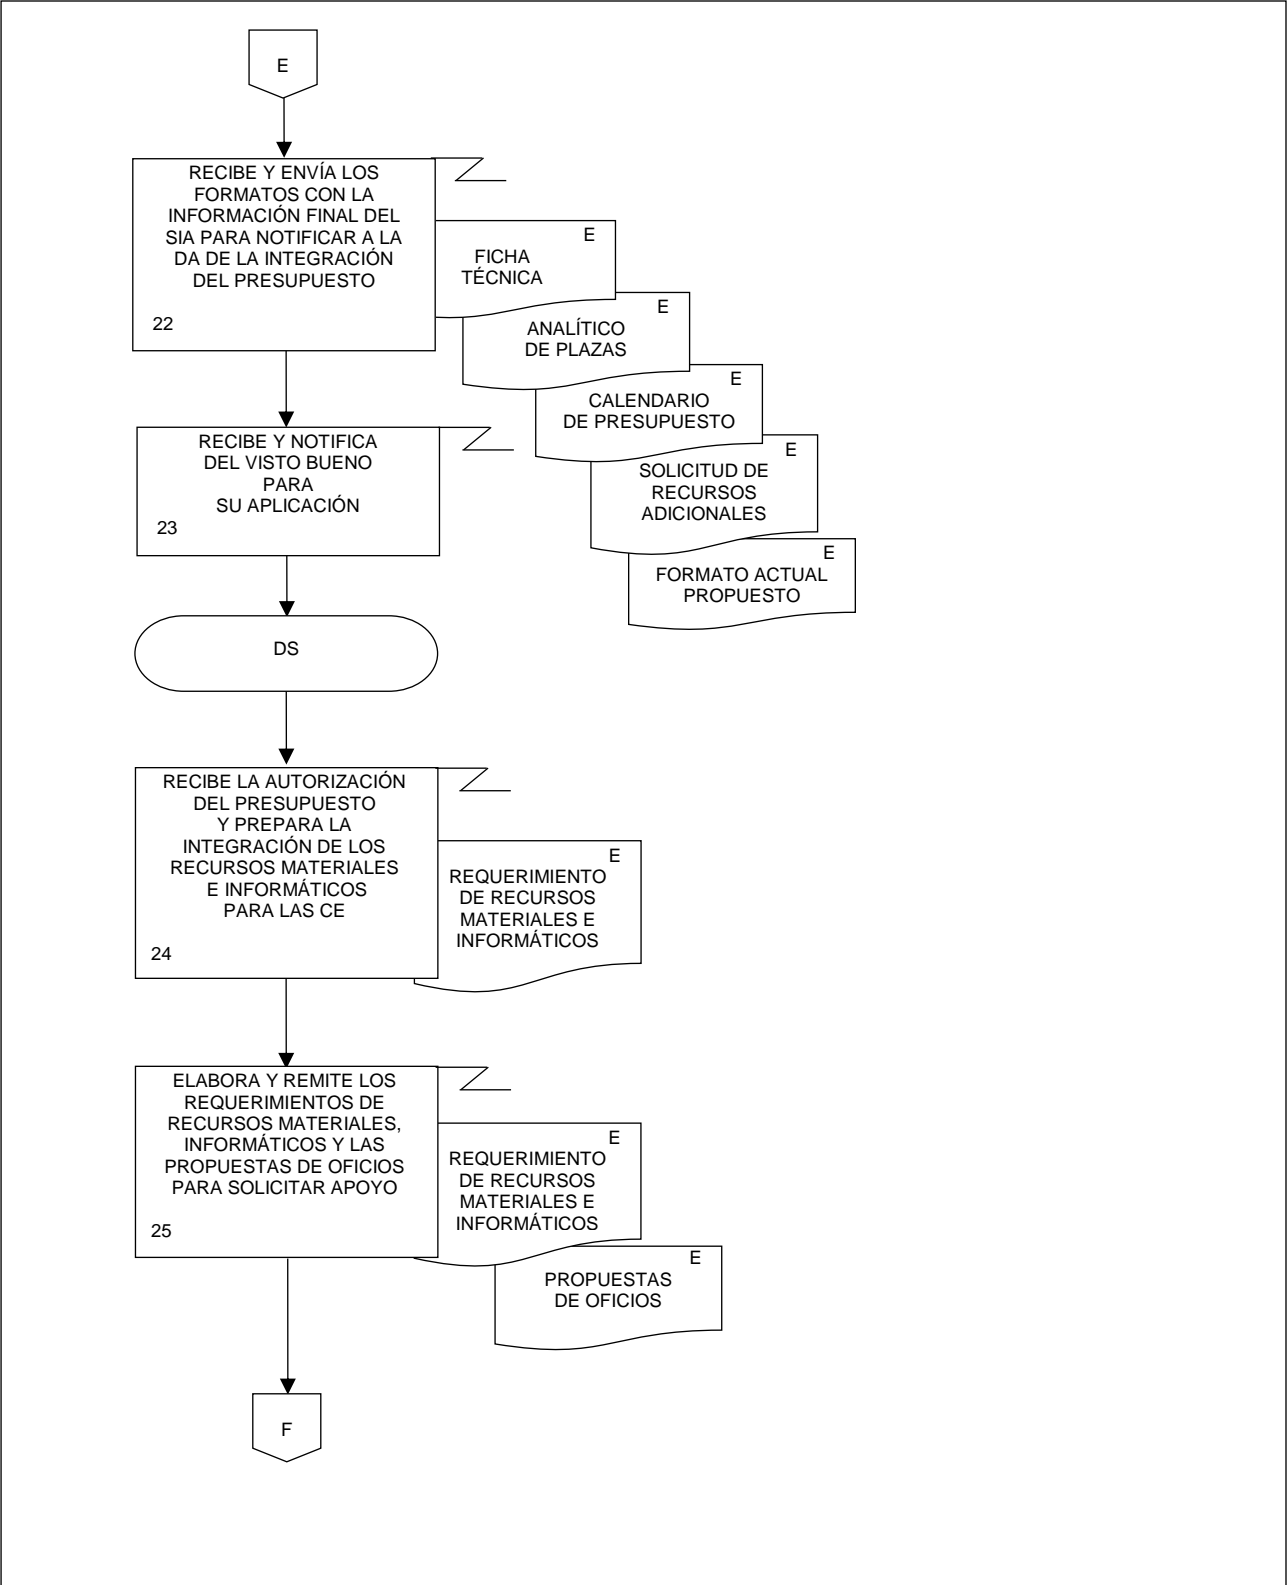 E
RECIBE Y ENVÍA LOS
FORMATOS CON LA
INFORMACIÓN FINAL DEL
SIA PARA NOTIFICAR A LA
DA DE LA INTEGRACIÓN
DEL PRESUPUESTO
22
E
FICHA
TÉCNICA
E
ANALÍTICO
DE PLAZAS
E
CALENDARIO
DE PRESUPUESTO
E
SOLICITUD DE
RECURSOS
ADICIONALES
E
FORMATO ACTUAL
PROPUESTO
RECIBE Y NOTIFICA
DEL VISTO BUENO
PARA
SU APLICACIÓN
23
DS
RECIBE LA AUTORIZACIÓN
DEL PRESUPUESTO
Y PREPARA LA
INTEGRACIÓN DE LOS
RECURSOS MATERIALES
E INFORMÁTICOS
PARA LAS CE
24
E
REQUERIMIENTO
DE RECURSOS
MATERIALES E
INFORMÁTICOS
ELABORA Y REMITE LOS
REQUERIMIENTOS DE
RECURSOS MATERIALES,
INFORMÁTICOS Y LAS
PROPUESTAS DE OFICIOS
PARA SOLICITAR APOYO
25
E
REQUERIMIENTO
DE RECURSOS
MATERIALES E
INFORMÁTICOS
E
PROPUESTAS
DE OFICIOS
F